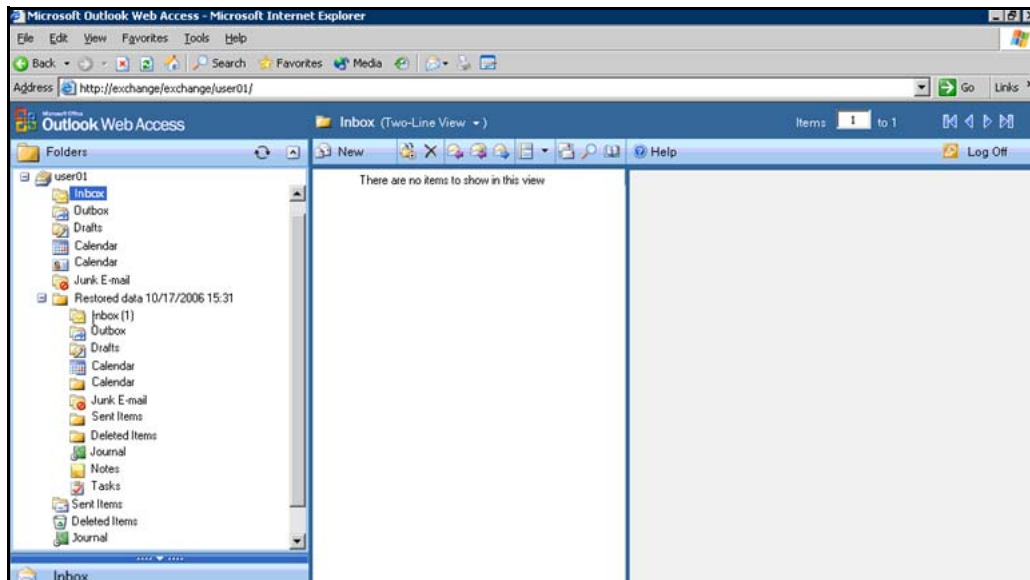 Microsoft Outlook Web Access - Microsoft Internet Explorer
File Edit View Favorites Tools Help
Back Search Favorites Media
Address http://exchange/exchange/user01/ Go Links
Microsoft Office
Outlook Web Access Inbox (Two-Line View) Items 1 to 1
Folders New Help Log Off
user01
Inbox
Outbox
Drafts
Calendar
Calendar
Junk E-mail
Restored data 10/17/2006 15:31
Inbox (1)
Outbox
Drafts
Calendar
Calendar
Junk E-mail
Sent Items
Deleted Items
Journal
Notes
Tasks
Sent Items
Deleted Items
Journal
Inbox
There are no items to show in this view